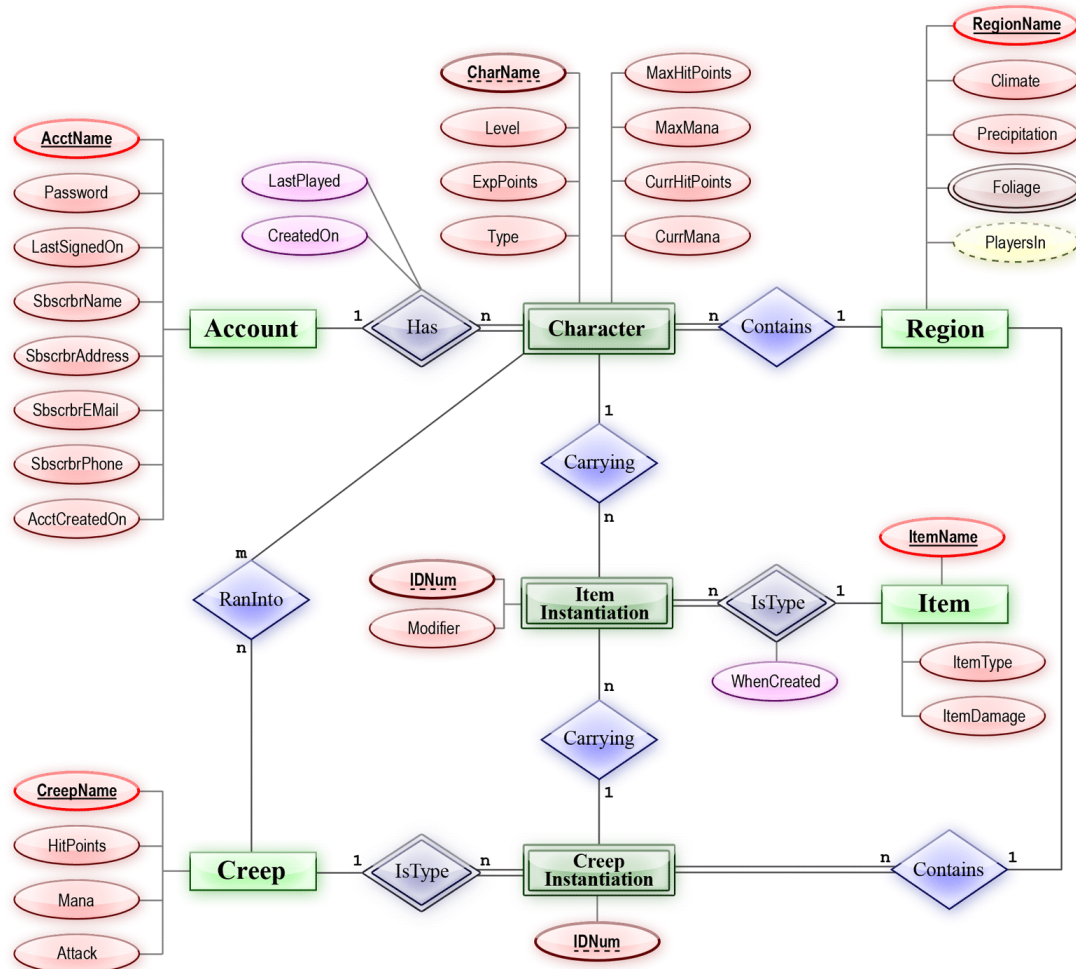 RegionName
CharName
MaxHitPoints
Climate
AcctName
Level
MaxMana
Precipitation
Password
LastPlayed
ExpPoints
CurrHitPoints
Foliage
LastSignedOn
CreatedOn
Type
CurrMana
PlayersIn
SbscrbrName
Account
1
Has
n
Character
n
Contains
1
Region
SbscrbrAddress
SbscrbrEMail
1
SbscrbrPhone
Carrying
AcctCreatedOn
n
ItemName
m
IDNum
RanInto
Item
Instantiation
n
IsType
1
Item
Modifier
n
ItemType
WhenCreated
n
ItemDamage
Carrying
CreepName
1
HitPoints
Creep
1
IsType
n
Creep
Instantiation
n
Contains
1
Mana
IDNum
Attack